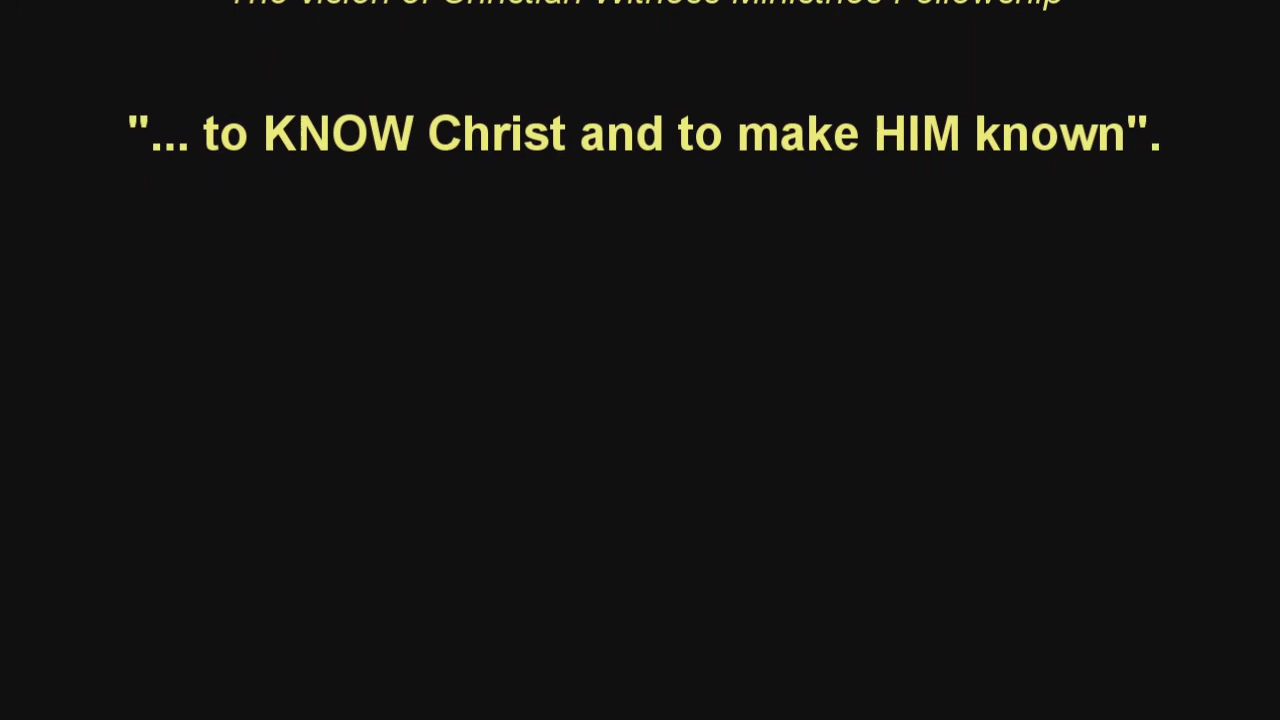 The vision of Christian Witness Ministries Fellowship
"... to KNOW Christ and to make HIM known".